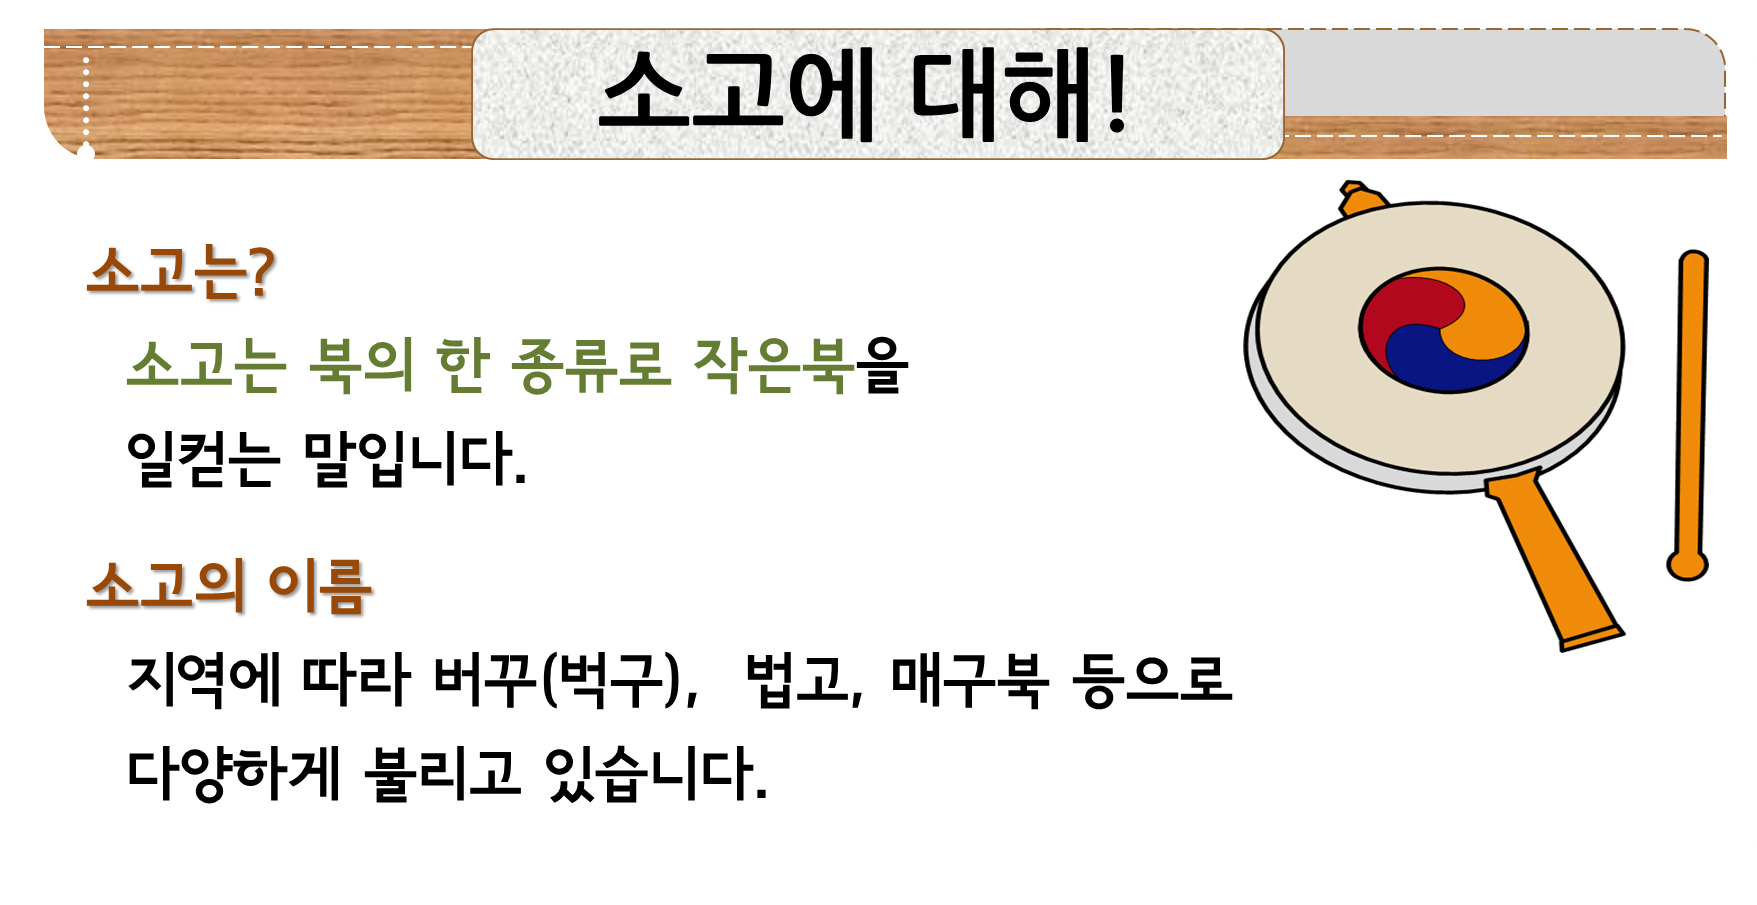 소고에 대해!
소고는?
소고는 북의 한 종류로 작은북을
일컫는 말입니다.
소고의 이름
지역에 따라 버꾸(벅구), 법고, 매구북 등으로
다양하게 불리고 있습니다.